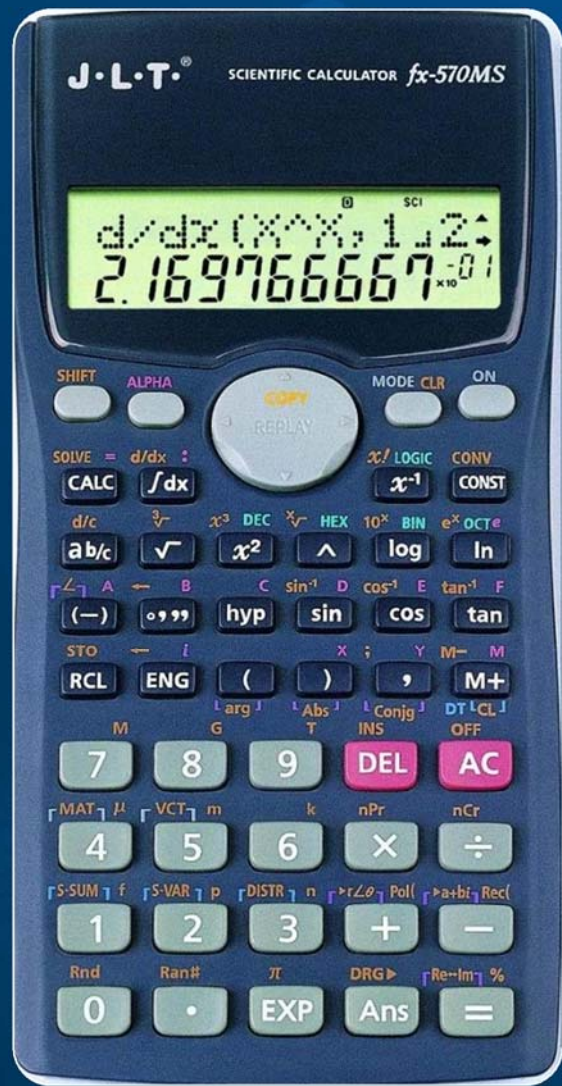 J·L·T·® SCIENTIFIC CALCULATOR fx-570MS
D SCI
d/dx(X^X,1⌟2
2.169766667×10-01
SHIFT ALPHA COPY MODE CLR ON
REPLAY
SOLVE = d/dx : x! LOGIC CONV
CALC ∫dx x-1 CONST
d/c ³√ x³ DEC ˣ√ HEX 10ˣ BIN eˣ OCT e
ab/c √ x² ^ log ln
∠ A ← B C sin-1 D cos-1 E tan-1 F
(−) °,,, hyp sin cos tan
STO ← i X ; Y M− M
RCL ENG ( ) , M+
arg Abs Conjg DT CL
M G T INS OFF
7 8 9 DEL AC
MAT μ VCT m k nPr nCr
4 5 6 × ÷
S-SUM f S-VAR p DISTR n ▸r∠θ Pol( ▸a+bi Rec(
1 2 3 + −
Rnd Ran# π DRG▸ Re↔Im %
0 · EXP Ans =